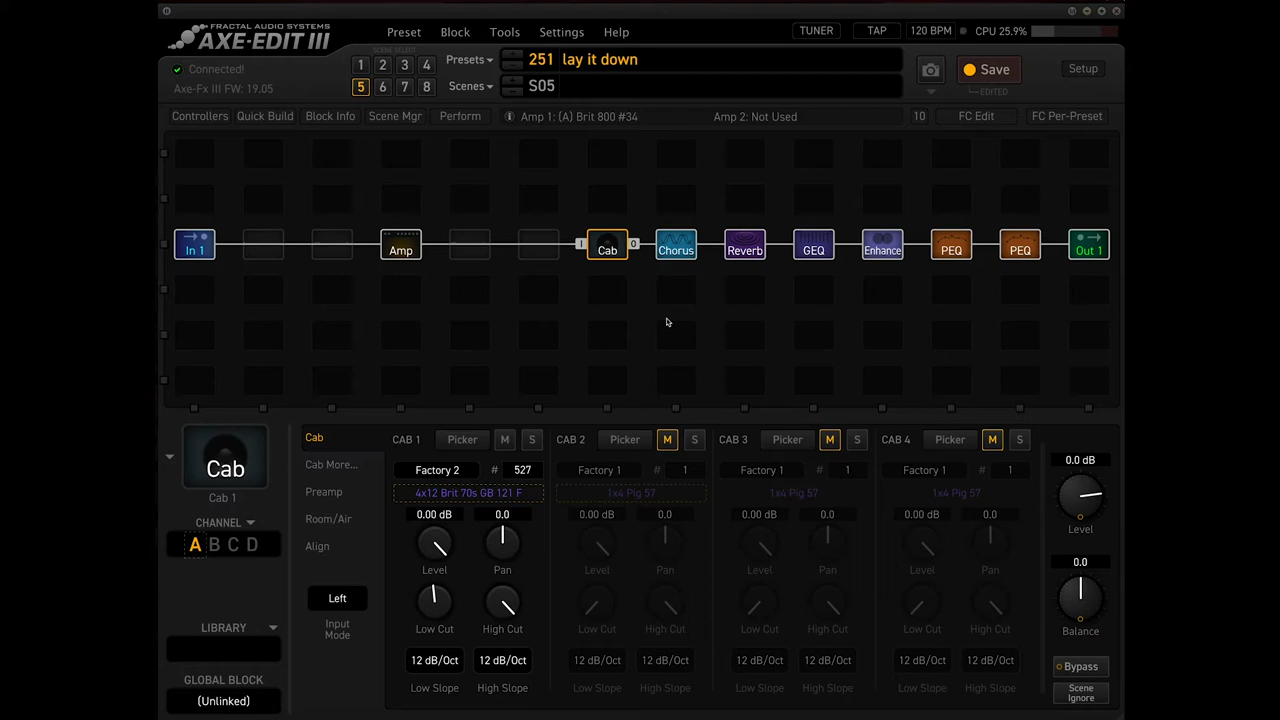 FRACTAL AUDIO SYSTEMS
AXE-EDIT III
Preset Block Tools Settings Help
TUNER TAP 120 BPM CPU 25.9%
SCENE SELECT
1 2 3 4
5 6 7 8
Presets 251 lay it down
Scenes S05
Connected!
Axe-Fx III FW: 19.05
Save
EDITED
Setup
Controllers Quick Build Block Info Scene Mgr Perform Amp 1: (A) Brit 800 #34 Amp 2: Not Used 10 FC Edit FC Per-Preset
In 1 Amp I Cab O Chorus Reverb GEQ Enhance PEQ PEQ Out 1
Cab
Cab 1
CHANNEL
A B C D
LIBRARY
GLOBAL BLOCK
(Unlinked)
Cab
Cab More...
Preamp
Room/Air
Align
Left
Input
Mode
CAB 1 Picker M S CAB 2 Picker M S CAB 3 Picker M S CAB 4 Picker M S
Factory 2 # 527 Factory 1 # 1 Factory 1 # 1 Factory 1 # 1
4x12 Brit 70s GB 121 F 1x4 Pig 57 1x4 Pig 57 1x4 Pig 57
0.00 dB 0.0 0.00 dB 0.0 0.00 dB 0.0 0.00 dB 0.0
Level Pan Level Pan Level Pan Level Pan
Low Cut High Cut Low Cut High Cut Low Cut High Cut Low Cut High Cut
12 dB/Oct 12 dB/Oct 12 dB/Oct 12 dB/Oct 12 dB/Oct 12 dB/Oct 12 dB/Oct 12 dB/Oct
Low Slope High Slope Low Slope High Slope Low Slope High Slope Low Slope High Slope
0.0 dB
Level
0.0
Balance
Bypass
Scene
Ignore